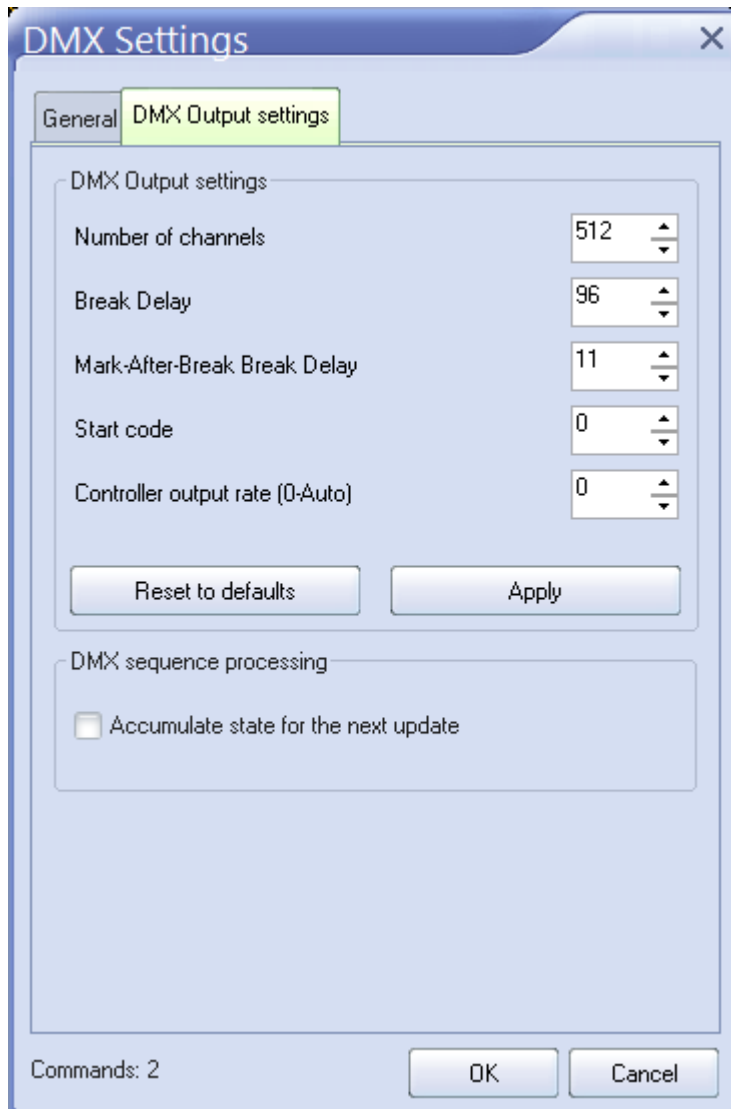 DMX Settings
General
DMX Output settings
DMX Output settings
Number of channels
512
Break Delay
96
Mark-After-Break Break Delay
11
Start code
0
Controller output rate (0-Auto)
0
Reset to defaults
Apply
DMX sequence processing
Accumulate state for the next update
Commands: 2
OK
Cancel